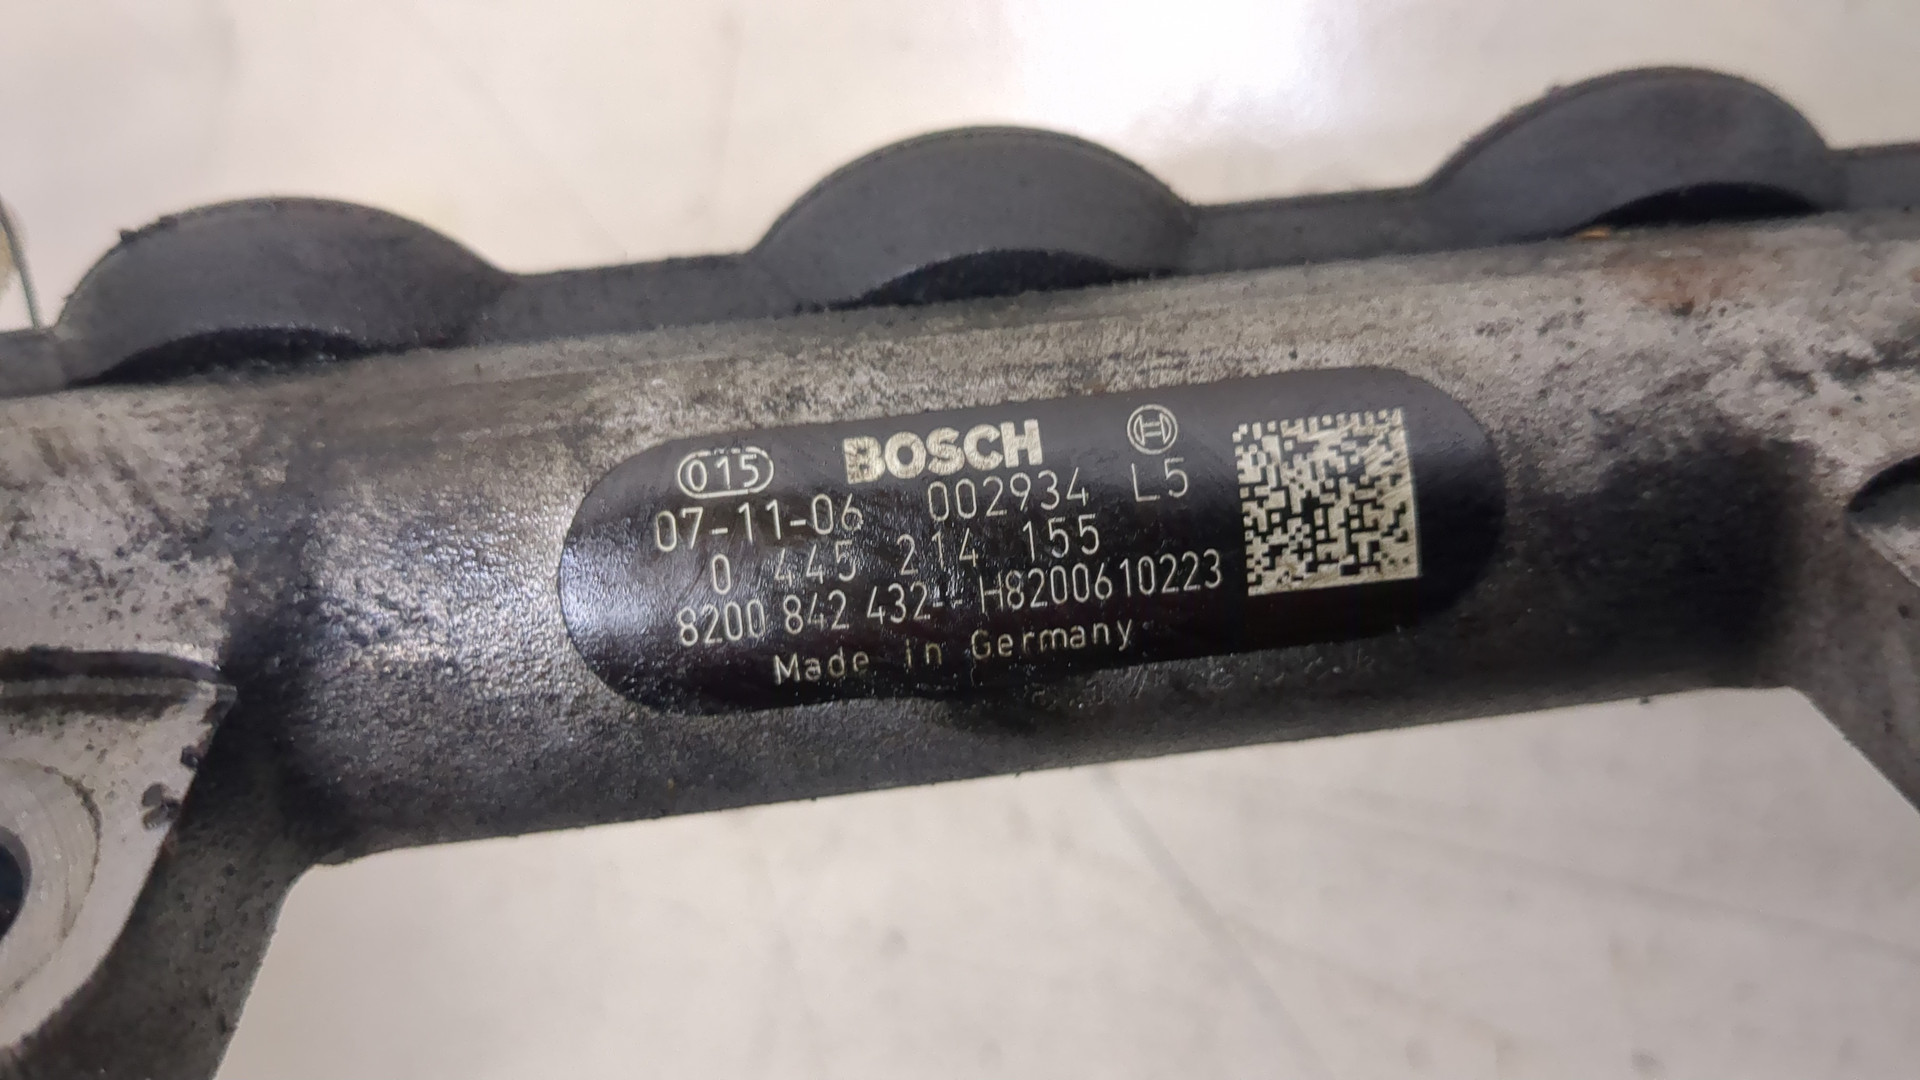 015 BOSCH
07-11-06 002934 L5
0 445 214 155
8200 842 432-- H8200610223
Made in Germany